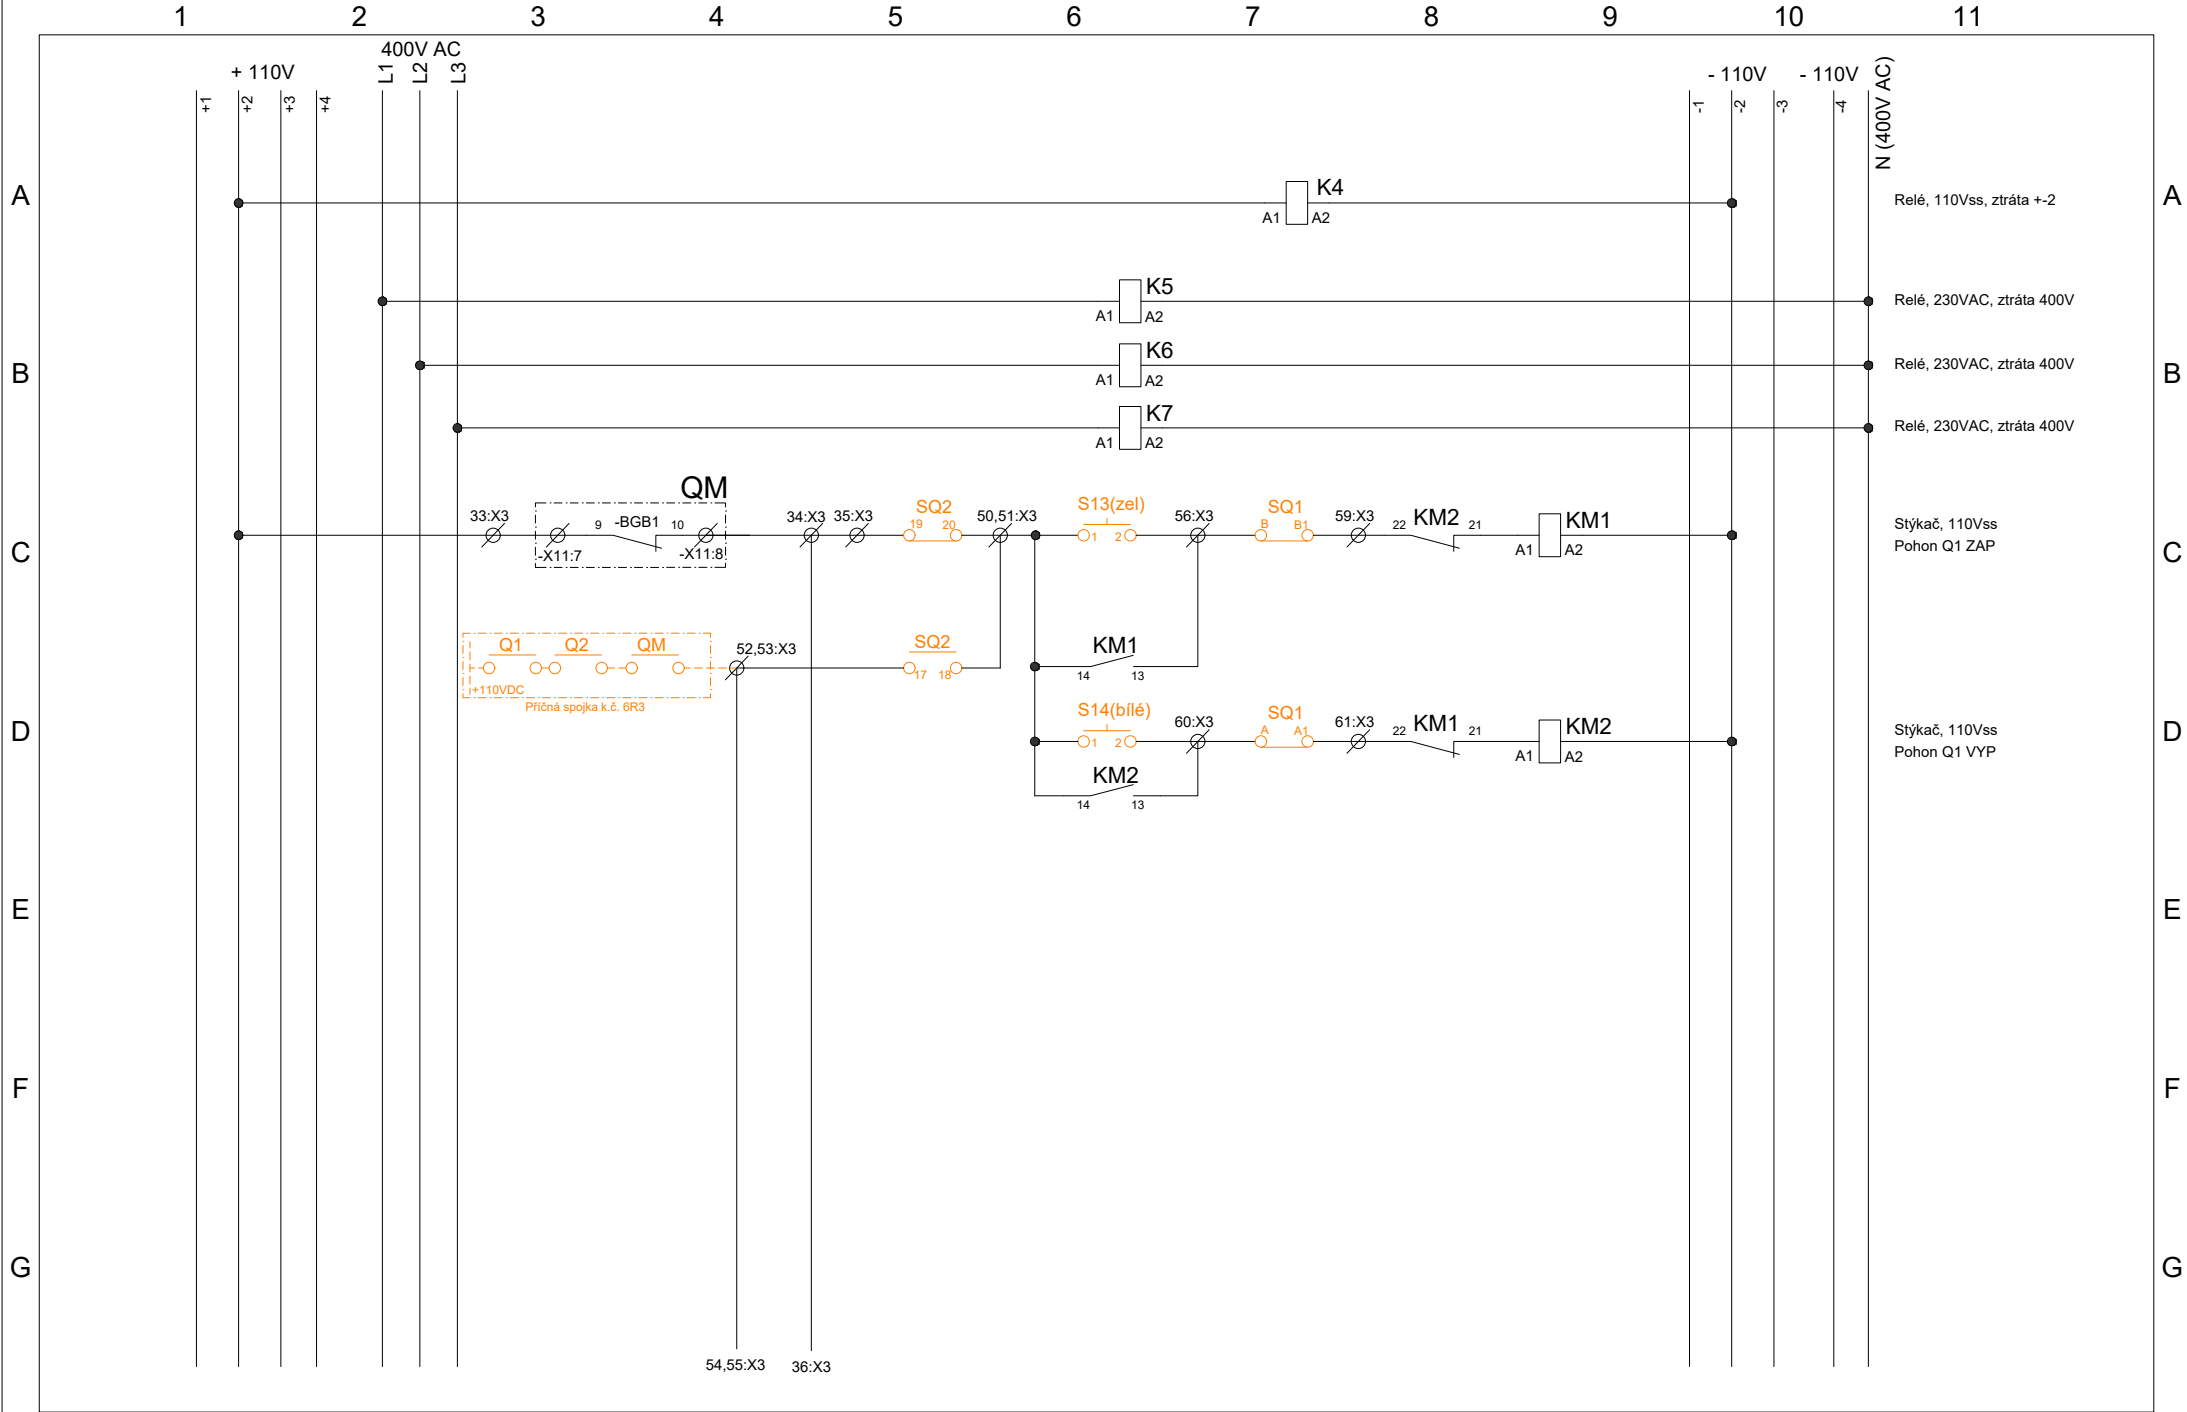 1 2 3 4 5 6 7 8 9 10 11
400V AC
+ 110V
L1
L2
L3
- 110V
- 110V
N (400V AC)
+1
+2
+3
+4
-1
-2
-3
-4
A
K4
A1 A2
Relé, 110Vss, ztráta +-2
A
K5
A1 A2
Relé, 230VAC, ztráta 400V
B
K6
A1 A2
Relé, 230VAC, ztráta 400V
B
K7
A1 A2
Relé, 230VAC, ztráta 400V
QM
33:X3
9 -BGB1 10
-X11:7
-X11:8
34:X3
35:X3
SQ2
19 20
50,51:X3
S13(zel)
1 2
56:X3
SQ1
B B1
59:X3
22 KM2 21
KM1
A1 A2
Stýkač, 110Vss
Pohon Q1 ZAP
C
C
Q1 Q2 QM
+110VDC
Příčná spojka k.č. 6R3
52,53:X3
SQ2
17 18
KM1
14 13
D
S14(bílé)
1 2
60:X3
SQ1
A A1
61:X3
22 KM1 21
KM2
A1 A2
Stýkač, 110Vss
Pohon Q1 VYP
D
KM2
14 13
E
E
F
F
G
G
54,55:X3
36:X3